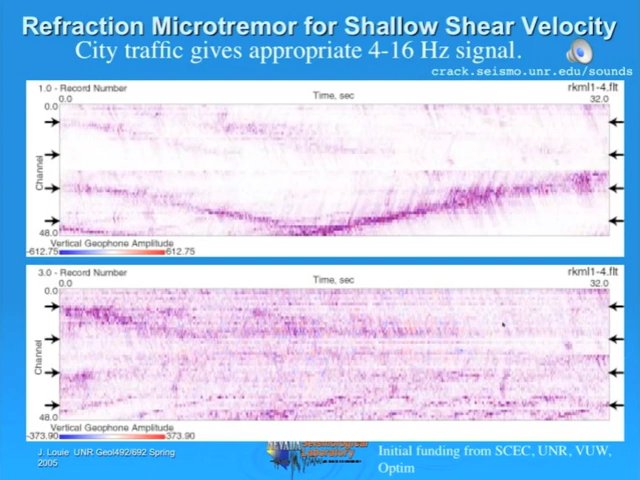 Refraction Microtremor for Shallow Shear Velocity
City traffic gives appropriate 4-16 Hz signal.
crack.seismo.unr.edu/sounds
1.0 - Record Number
rkml1-4.flt
0.0
Time, sec
32.0
0.0
Channel
48.0
Vertical Geophone Amplitude
-612.75
612.75
3.0 - Record Number
rkml1-4.flt
0.0
Time, sec
32.0
0.0
Channel
48.0
Vertical Geophone Amplitude
-373.90
373.90
J. Louie UNR Geol492/692 Spring
2005
Seismological
Laboratory
Initial funding from SCEC, UNR, VUW,
Optim